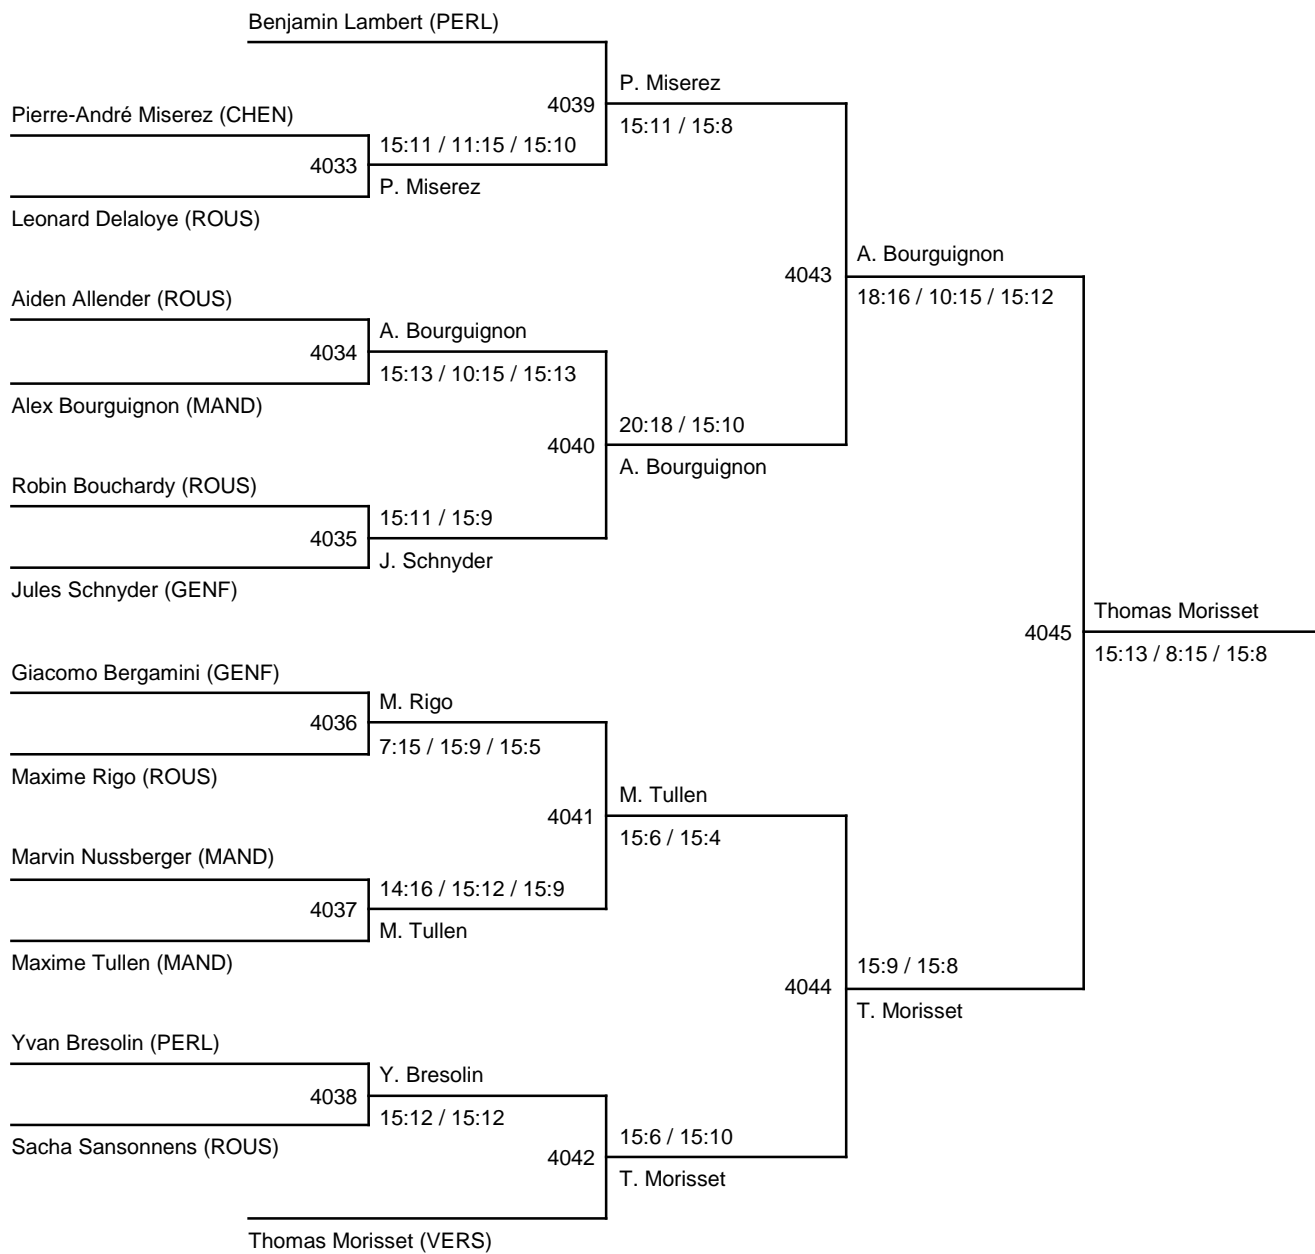 Benjamin Lambert (PERL)
P. Miserez
4039
Pierre-André Miserez (CHEN)
15:11 / 15:8
15:11 / 11:15 / 15:10
4033
P. Miserez
Leonard Delaloye (ROUS)
A. Bourguignon
4043
18:16 / 10:15 / 15:12
Aiden Allender (ROUS)
A. Bourguignon
4034
15:13 / 10:15 / 15:13
Alex Bourguignon (MAND)
20:18 / 15:10
4040
A. Bourguignon
Robin Bouchardy (ROUS)
15:11 / 15:9
4035
J. Schnyder
Jules Schnyder (GENF)
Thomas Morisset
4045
15:13 / 8:15 / 15:8
Giacomo Bergamini (GENF)
M. Rigo
4036
7:15 / 15:9 / 15:5
Maxime Rigo (ROUS)
M. Tullen
4041
15:6 / 15:4
Marvin Nussberger (MAND)
14:16 / 15:12 / 15:9
4037
M. Tullen
Maxime Tullen (MAND)
15:9 / 15:8
4044
T. Morisset
Yvan Bresolin (PERL)
Y. Bresolin
4038
15:12 / 15:12
Sacha Sansonnens (ROUS)
15:6 / 15:10
4042
T. Morisset
Thomas Morisset (VERS)